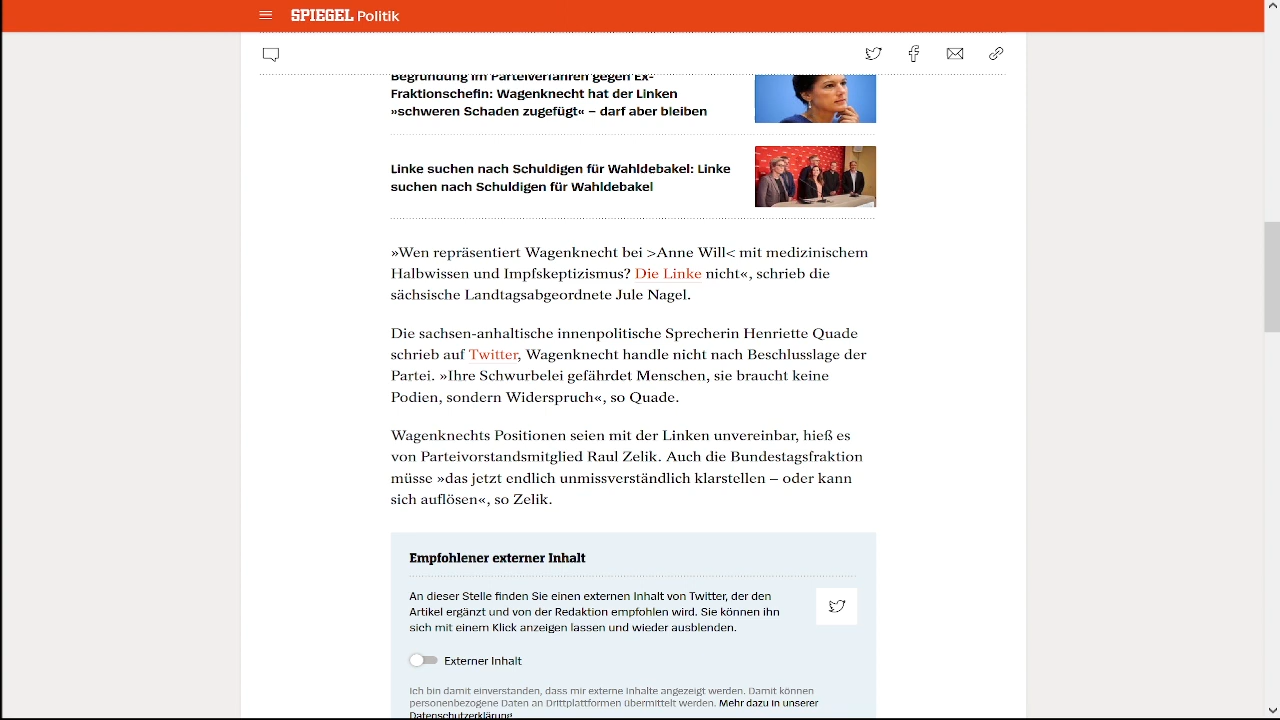 SPIEGEL Politik
Begründung im Parteiverfahren gegen Ex-
Fraktionschefin: Wagenknecht hat der Linken
»schweren Schaden zugefügt« – darf aber bleiben
Linke suchen nach Schuldigen für Wahldebakel: Linke
suchen nach Schuldigen für Wahldebakel
»Wen repräsentiert Wagenknecht bei >Anne Will< mit medizinischem
Halbwissen und Impfskeptizismus? Die Linke nicht«, schrieb die
sächsische Landtagsabgeordnete Jule Nagel.
Die sachsen-anhaltische innenpolitische Sprecherin Henriette Quade
schrieb auf Twitter, Wagenknecht handle nicht nach Beschlusslage der
Partei. »Ihre Schwurbelei gefährdet Menschen, sie braucht keine
Podien, sondern Widerspruch«, so Quade.
Wagenknechts Positionen seien mit der Linken unvereinbar, hieß es
von Parteivorstandsmitglied Raul Zelik. Auch die Bundestagsfraktion
müsse »das jetzt endlich unmissverständlich klarstellen – oder kann
sich auflösen«, so Zelik.
Empfohlener externer Inhalt
An dieser Stelle finden Sie einen externen Inhalt von Twitter, der den
Artikel ergänzt und von der Redaktion empfohlen wird. Sie können ihn
sich mit einem Klick anzeigen lassen und wieder ausblenden.
Externer Inhalt
Ich bin damit einverstanden, dass mir externe Inhalte angezeigt werden. Damit können
personenbezogene Daten an Drittplattformen übermittelt werden. Mehr dazu in unserer
Datenschutzerklärung.